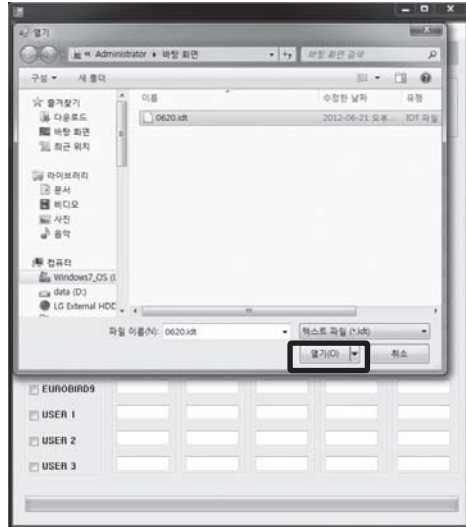 열기
« Administrator ▸ 바탕 화면
바탕 화면 검색
구성 ▾ 새 폴더
즐겨찾기
다운로드
바탕 화면
최근 위치
라이브러리
문서
비디오
사진
음악
컴퓨터
Windows7_OS (C
data (D:)
LG External HDD
이름 수정한 날짜 유형
0620.idt 2012-06-21 오후... IDT 파일
파일 이름(N): 0620.idt 텍스트 파일 (*.idt)
열기(O) 취소
EUROBIRD9
USER 1
USER 2
USER 3